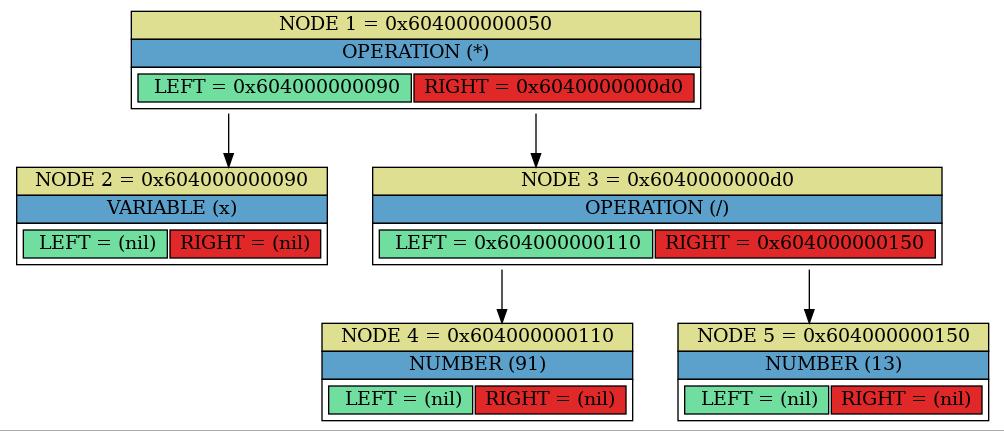 NODE 1 = 0x604000000050
OPERATION (*)
LEFT = 0x604000000090 RIGHT = 0x6040000000d0
NODE 2 = 0x604000000090
VARIABLE (x)
LEFT = (nil) RIGHT = (nil)
NODE 3 = 0x6040000000d0
OPERATION (/)
LEFT = 0x604000000110 RIGHT = 0x604000000150
NODE 4 = 0x604000000110
NUMBER (91)
LEFT = (nil) RIGHT = (nil)
NODE 5 = 0x604000000150
NUMBER (13)
LEFT = (nil) RIGHT = (nil)